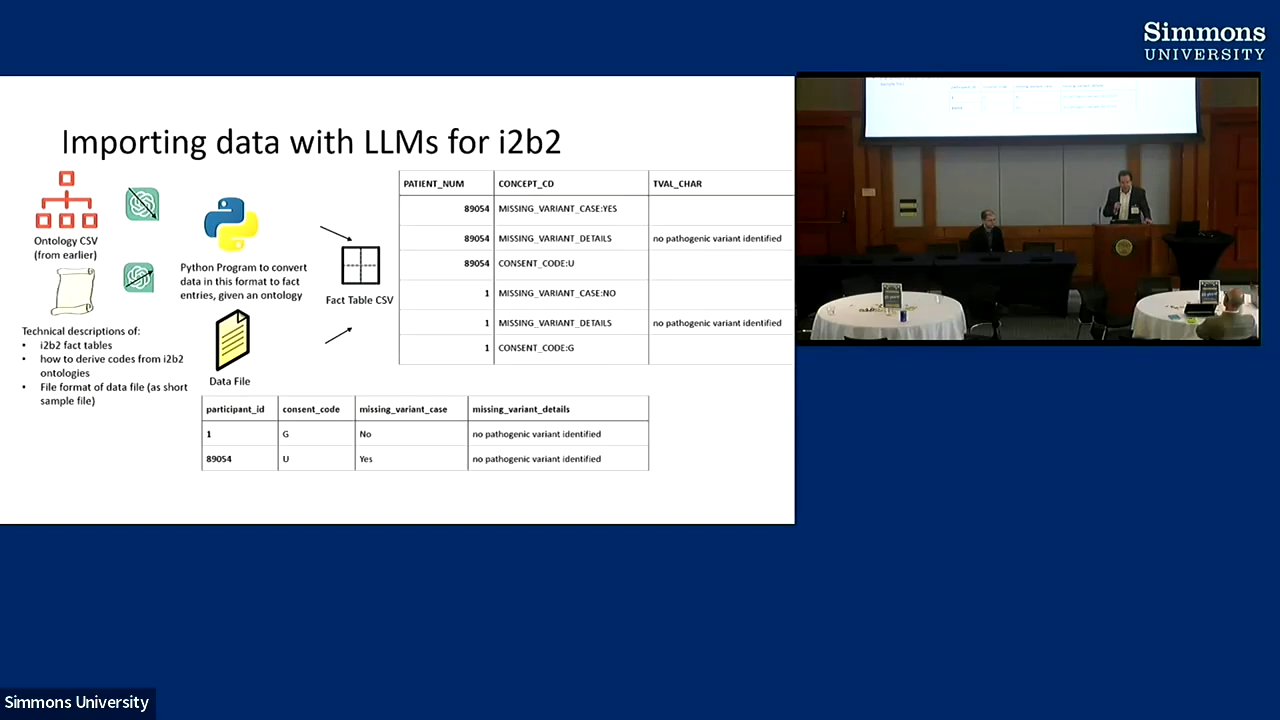 Simmons
UNIVERSITY
Importing data with LLMs for i2b2
Ontology CSV
(from earlier)
Technical descriptions of:
• i2b2 fact tables
• how to derive codes from i2b2
ontologies
• File format of data file (as short
sample file)
Python Program to convert
data in this format to fact
entries, given an ontology
Data File
Fact Table CSV
PATIENT_NUM CONCEPT_CD TVAL_CHAR
89054 MISSING_VARIANT_CASE:YES
89054 MISSING_VARIANT_DETAILS no pathogenic variant identified
89054 CONSENT_CODE:U
1 MISSING_VARIANT_CASE:NO
1 MISSING_VARIANT_DETAILS no pathogenic variant identified
1 CONSENT_CODE:G
participant_id consent_code missing_variant_case missing_variant_details
1 G No no pathogenic variant identified
89054 U Yes no pathogenic variant identified
Simmons University